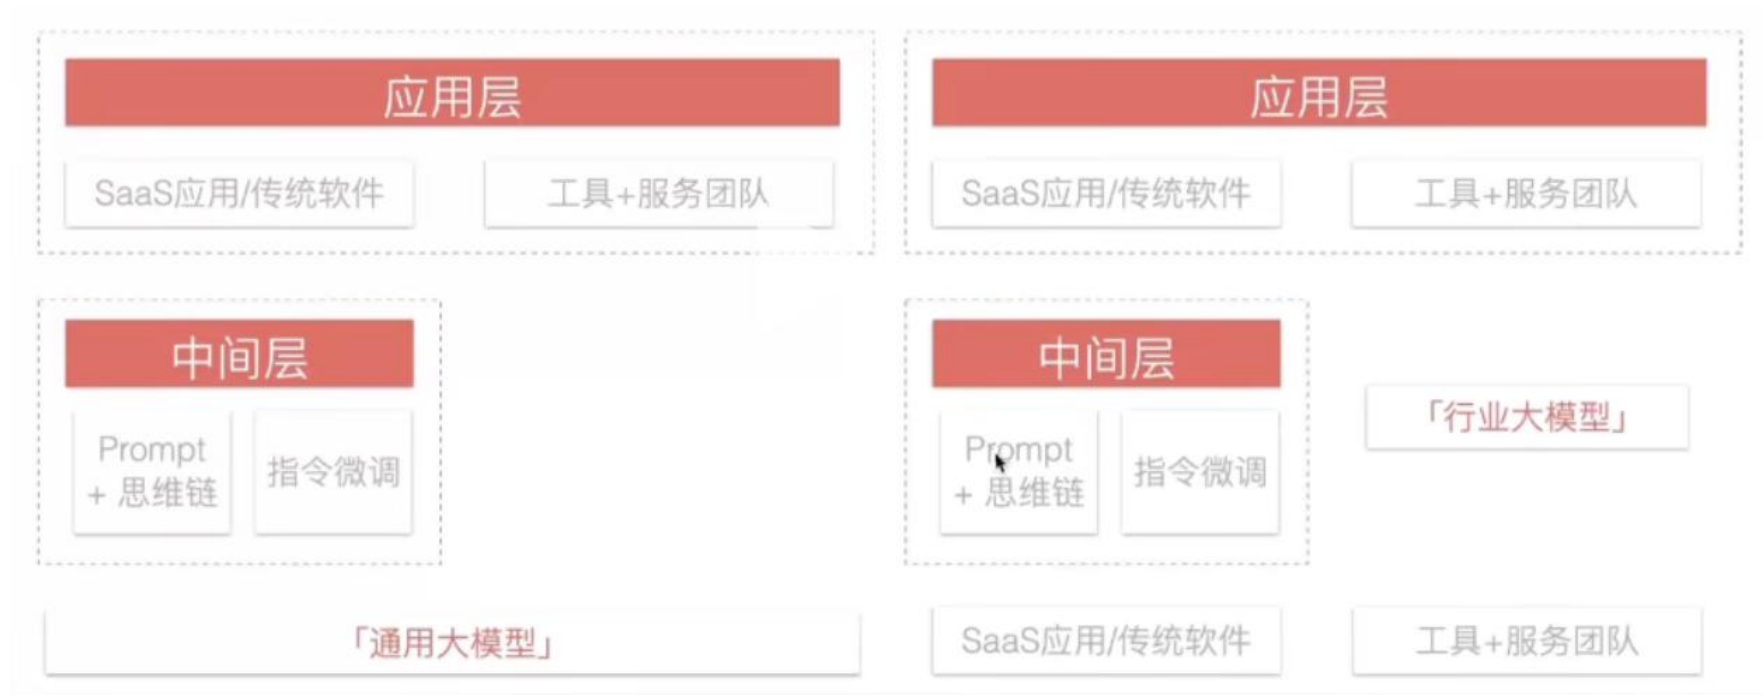 应用层
SaaS应用/传统软件
工具+服务团队
中间层
Prompt
+ 思维链
指令微调
「通用大模型」
应用层
SaaS应用/传统软件
工具+服务团队
中间层
Prompt
+ 思维链
指令微调
「行业大模型」
SaaS应用/传统软件
工具+服务团队